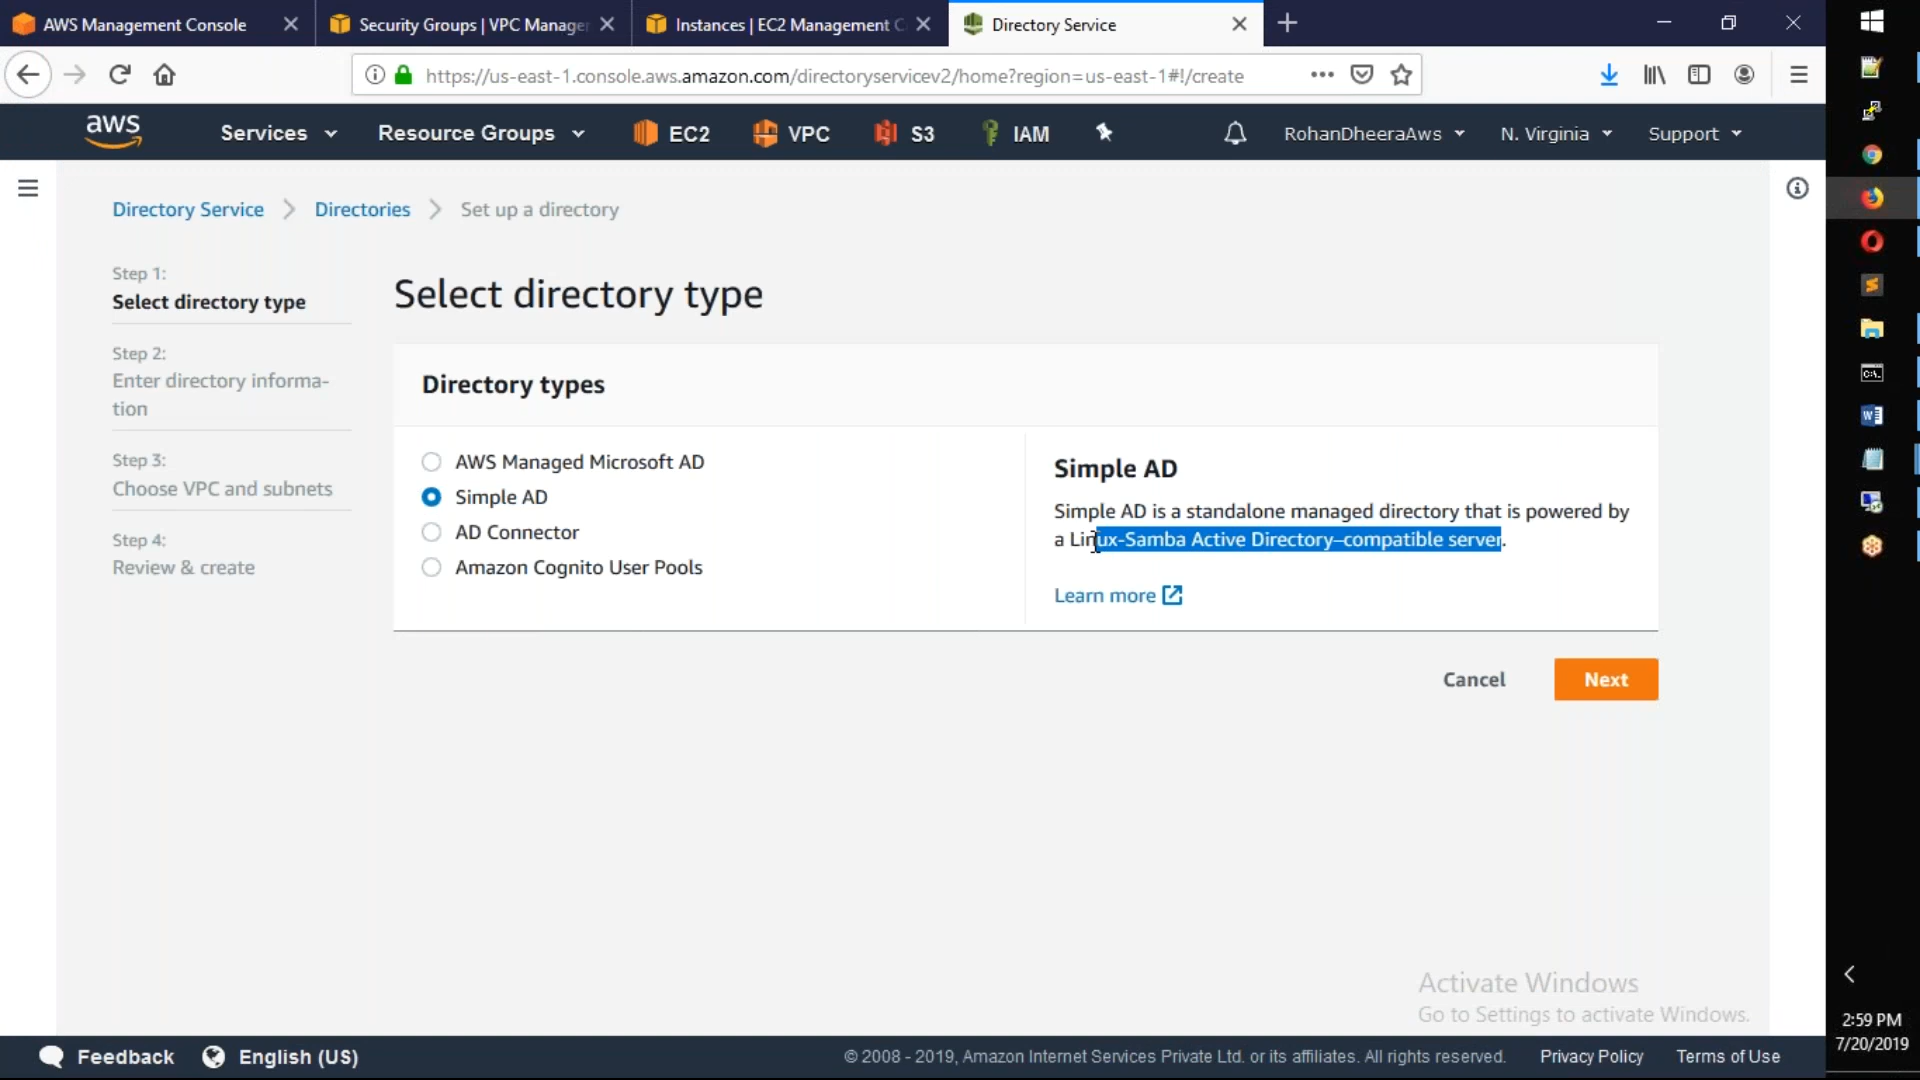 AWS Management Console
Security Groups | VPC Manage
Instances | EC2 Management C
Directory Service
https://us-east-1.console.aws.amazon.com/directoryservicev2/home?region=us-east-1#!/create
aws
Services
Resource Groups
EC2
VPC
S3
IAM
RohanDheeraAws
N. Virginia
Support
Directory Service
Directories
Set up a directory
Step 1:
Select directory type
Step 2:
Enter directory informa-
tion
Step 3:
Choose VPC and subnets
Step 4:
Review & create
Select directory type
Directory types
AWS Managed Microsoft AD
Simple AD
AD Connector
Amazon Cognito User Pools
Simple AD
Simple AD is a standalone managed directory that is powered by
a Linux-Samba Active Directory–compatible server.
Learn more
Cancel
Next
Activate Windows
Go to Settings to activate Windows.
2:59 PM
7/20/2019
Feedback
English (US)
© 2008 - 2019, Amazon Internet Services Private Ltd. or its affiliates. All rights reserved.
Privacy Policy
Terms of Use